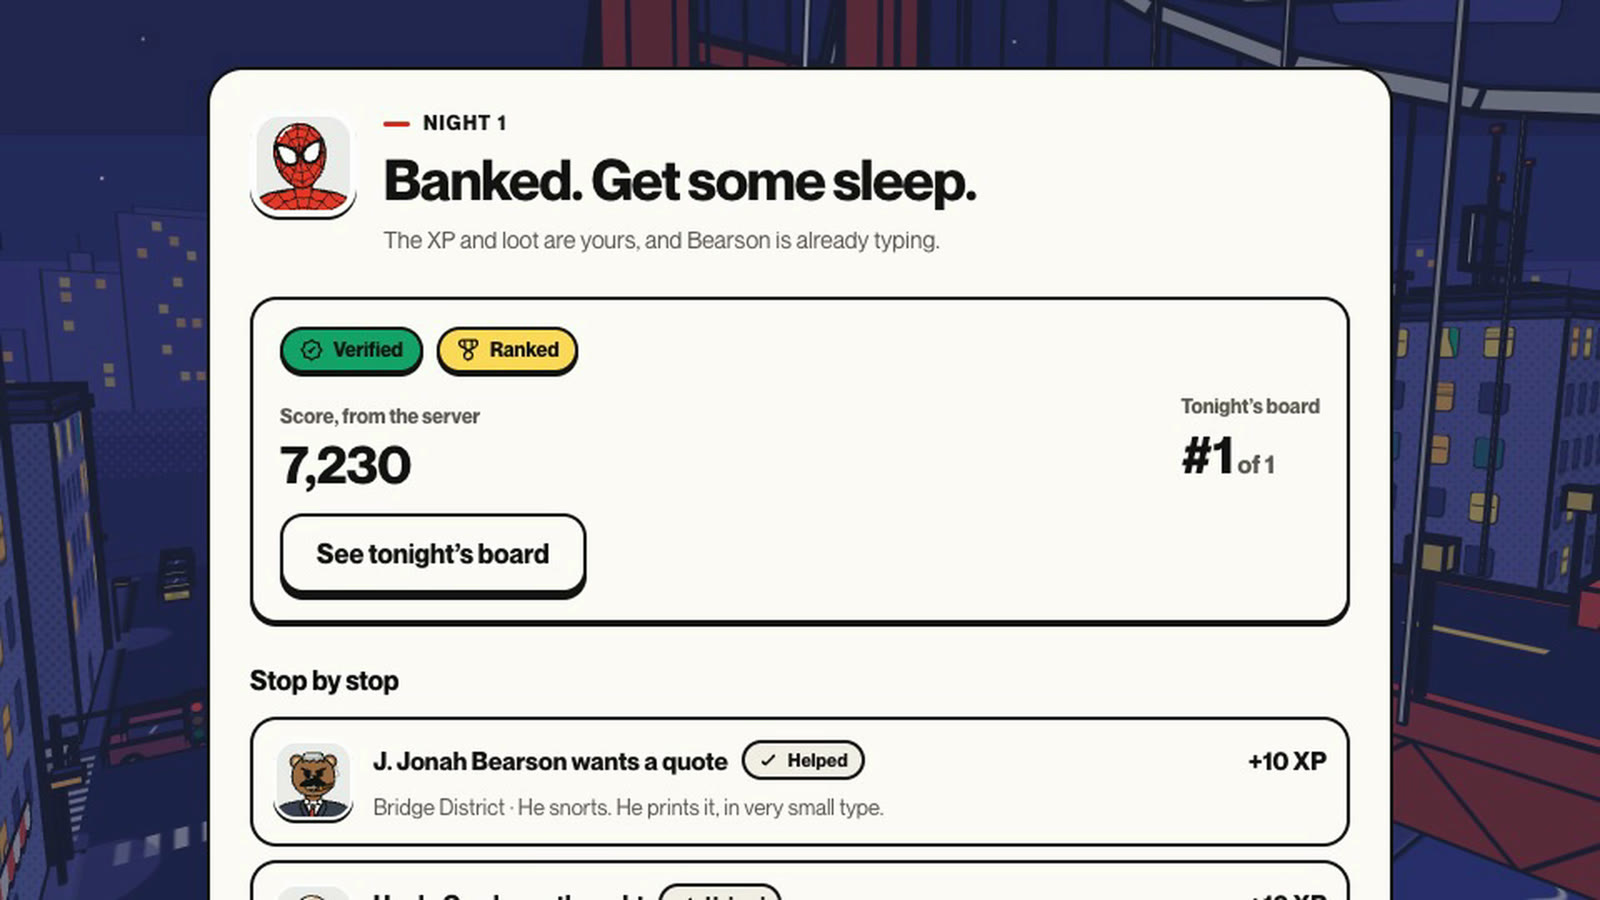 NIGHT 1
Banked. Get some sleep.
The XP and loot are yours, and Bearson is already typing.
Verified
Ranked
Score, from the server
7,230
Tonight's board
#1 of 1
See tonight's board
Stop by stop
J. Jonah Bearson wants a quote
Helped
+10 XP
Bridge District · He snorts. He prints it, in very small type.